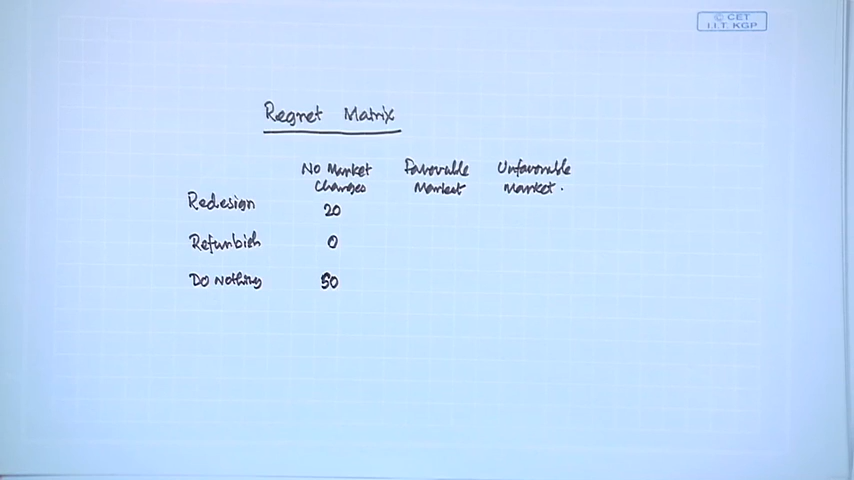 © CET
I.I.T. KGP
Regret Matrix
No Market Favorable Unfavorable
Changes Market Market.
Redesign 20
Refurbish 0
Do Nothing 50